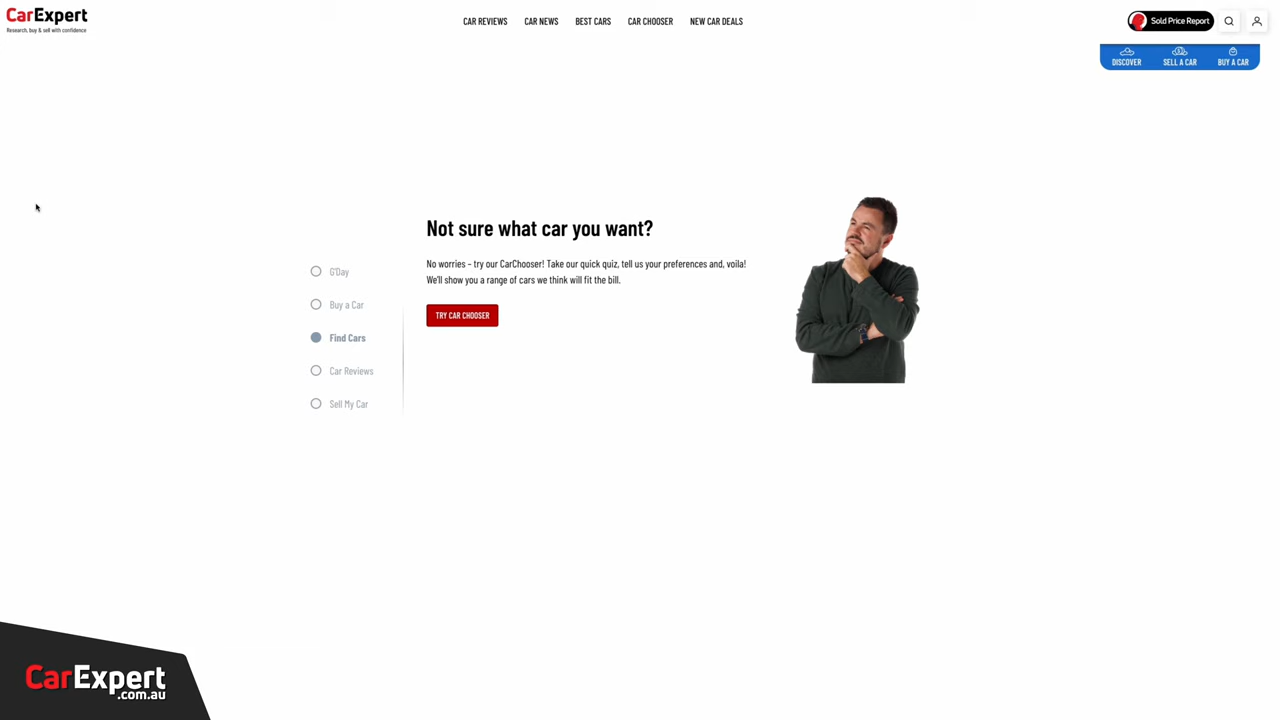 CarExpert
Research, buy & sell with confidence
CAR REVIEWS
CAR NEWS
BEST CARS
CAR CHOOSER
NEW CAR DEALS
Sold Price Report
DISCOVER
SELL A CAR
BUY A CAR
G'Day
Buy a Car
Find Cars
Car Reviews
Sell My Car
Not sure what car you want?
No worries – try our CarChooser! Take our quick quiz, tell us your preferences and, voila!
We'll show you a range of cars we think will fit the bill.
TRY CAR CHOOSER
CarExpert
.com.au